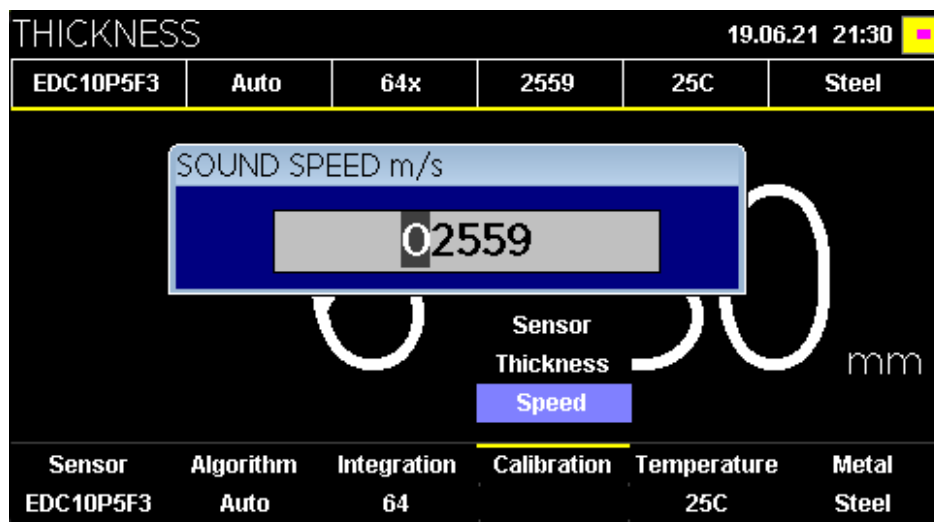 THICKNESS 19.06.21 21:30
EDC10P5F3 Auto 64x 2559 25C Steel
SOUND SPEED m/s
02559
Sensor
Thickness
mm
Speed
Sensor Algorithm Integration Calibration Temperature Metal
EDC10P5F3 Auto 64 25C Steel